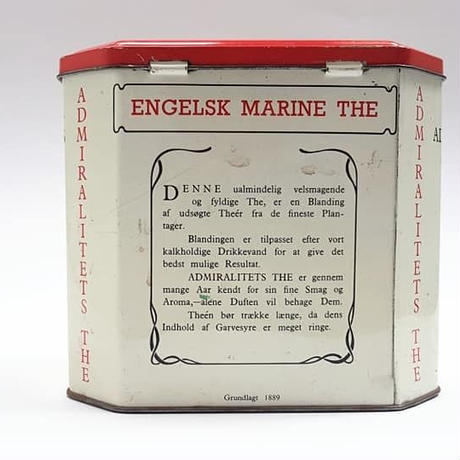 ENGELSK MARINE THE
ADMIRALITETS THE
DENNE ualmindelig velsmagende
og fyldige The, er en Blanding
af udsøgte Theér fra de fineste Plan-
tager.
Blandingen er tilpasset efter vort
kalkholdige Drikkevand for at give det
bedst mulige Resultat.
ADMIRALITETS THE er gennem
mange Aar kendt for sin fine Smag og
Aroma,—alene Duften vil behage Dem.
Theén bør trække længe, da dens
Indhold af Garvesyre er meget ringe.
ADMIRALITETS THE
Grundlagt 1889